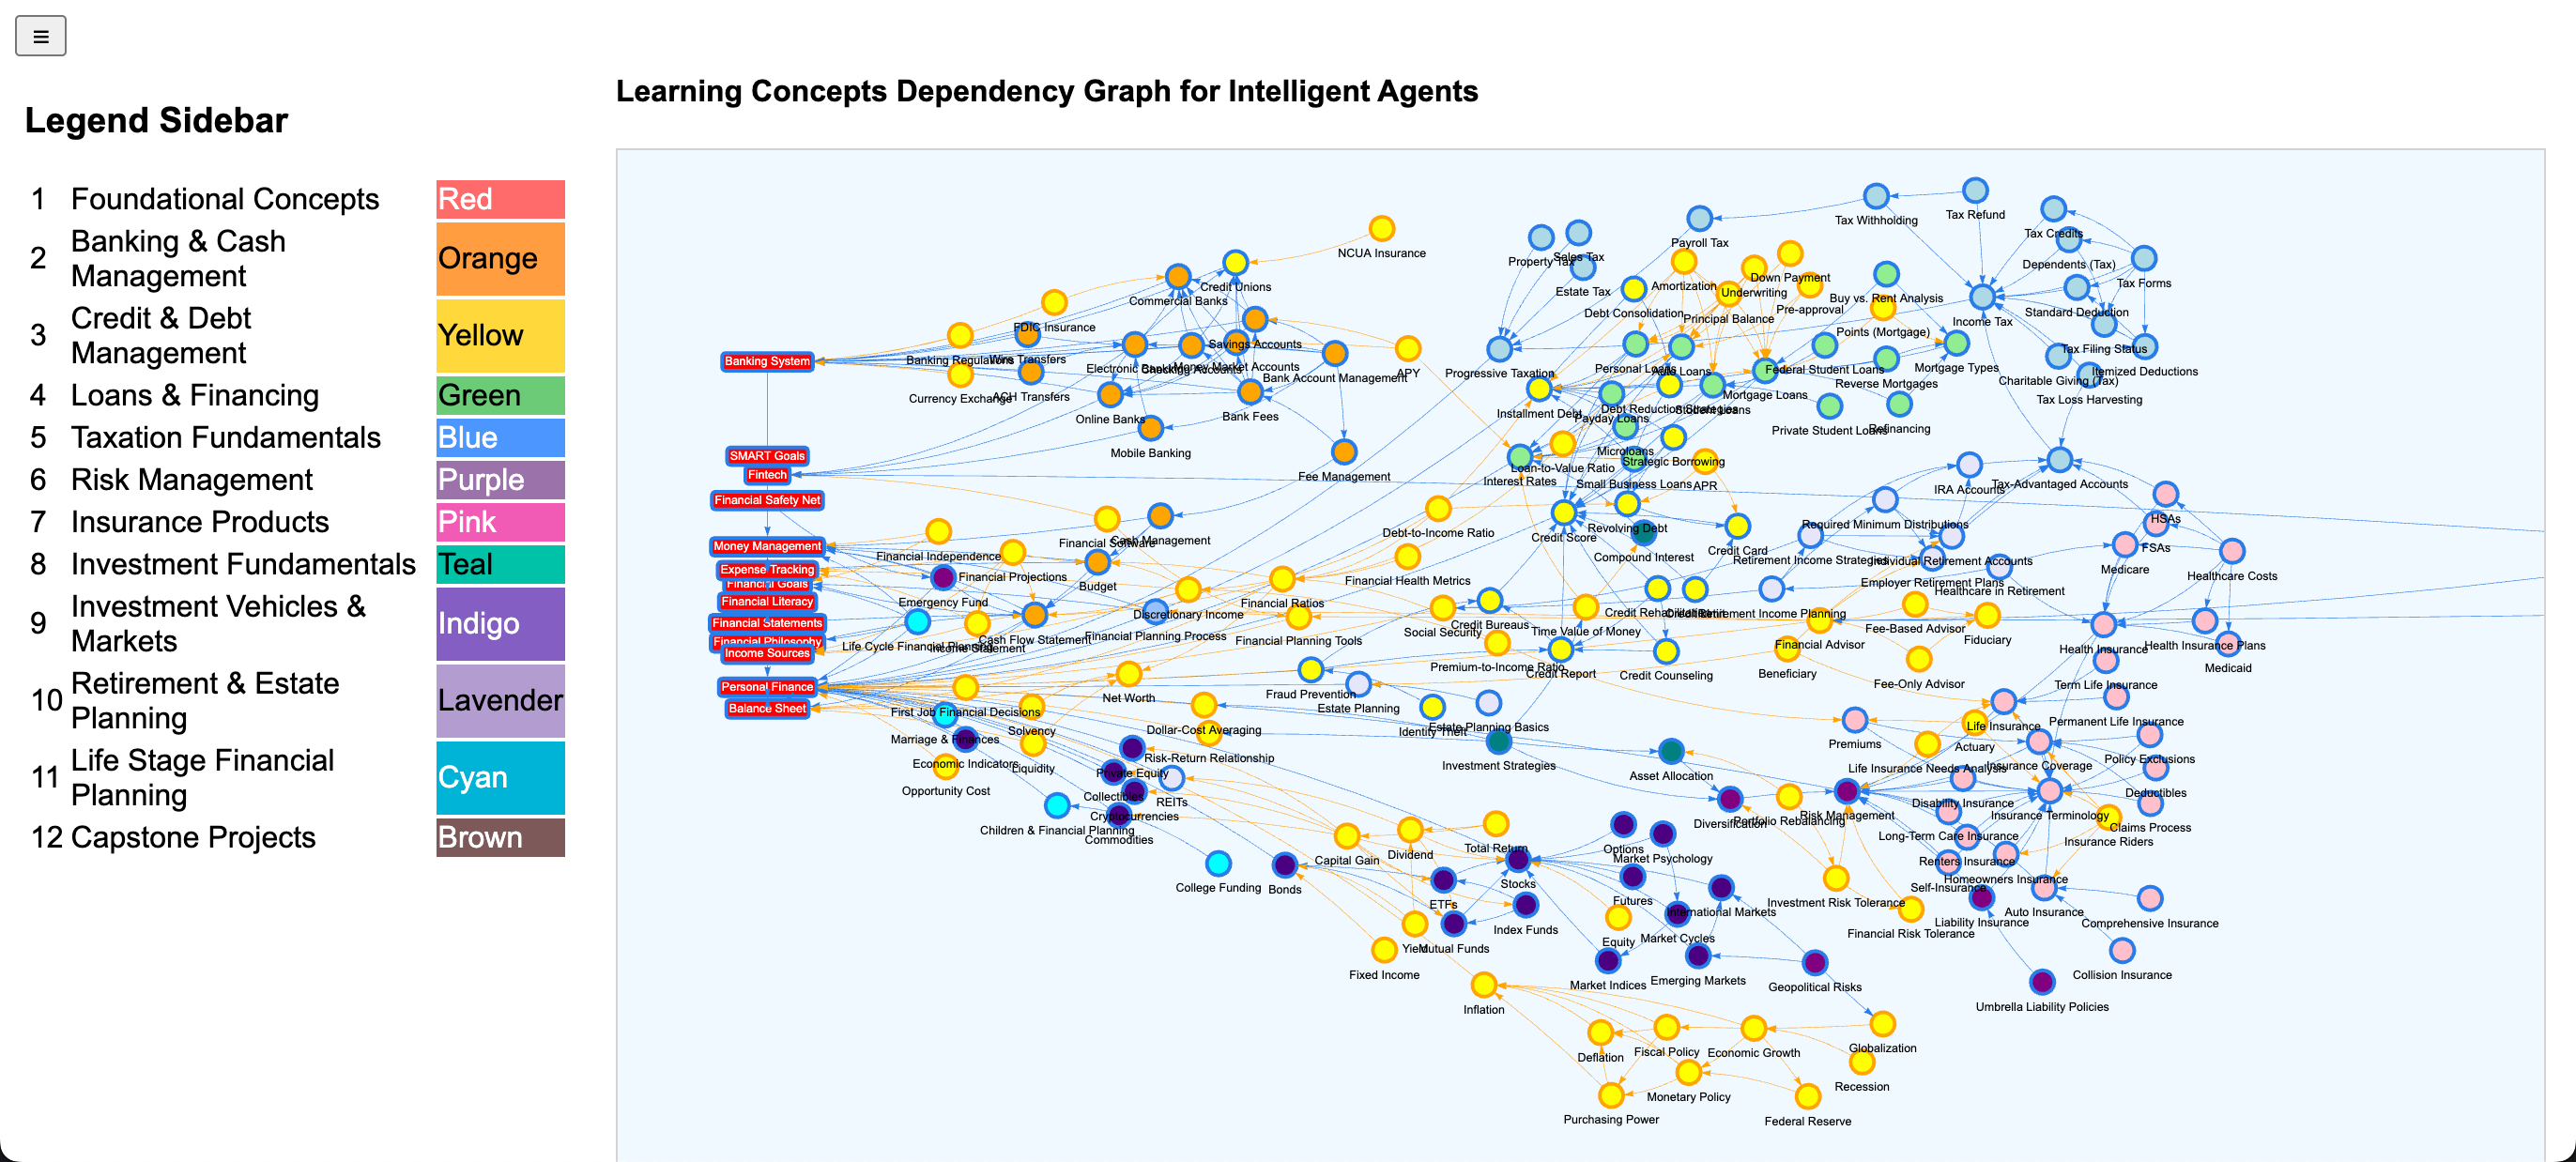 ≡
Legend Sidebar
1 Foundational Concepts Red
2 Banking & Cash Management Orange
3 Credit & Debt Management Yellow
4 Loans & Financing Green
5 Taxation Fundamentals Blue
6 Risk Management Purple
7 Insurance Products Pink
8 Investment Fundamentals Teal
9 Investment Vehicles & Markets Indigo
10 Retirement & Estate Planning Lavender
11 Life Stage Financial Planning Cyan
12 Capstone Projects Brown
Learning Concepts Dependency Graph for Intelligent Agents
Banking System
SMART Goals
Fintech
Financial Safety Net
Money Management
Expense Tracking
Financial Goals
Financial Literacy
Financial Statements
Financial Philosophy
Income Sources
Personal Finance
Balance Sheet
NCUA Insurance
Credit Unions
Commercial Banks
FDIC Insurance
Banking Regulations
Wire Transfers
Savings Accounts
Electronic Banking
Checking Accounts
Money Market Accounts
Bank Account Management
APY
Currency Exchange
ACH Transfers
Online Banks
Bank Fees
Mobile Banking
Fee Management
Financial Independence
Financial Software
Cash Management
Financial Projections
Budget
Emergency Fund
Discretionary Income
Financial Ratios
Life Cycle Financial Planning
Income Statement
Cash Flow Statement
Financial Planning Process
Financial Planning Tools
Net Worth
First Job Financial Decisions
Solvency
Marriage & Finances
Economic Indicators
Liquidity
Opportunity Cost
Dollar-Cost Averaging
Risk-Return Relationship
Private Equity
Collectibles
REITs
Cryptocurrencies
Commodities
Children & Financial Planning
College Funding
Bonds
Property Tax
Sales Tax
Estate Tax
Payroll Tax
Tax Withholding
Tax Refund
Tax Credits
Dependents (Tax)
Tax Forms
Standard Deduction
Income Tax
Tax Filing Status
Itemized Deductions
Charitable Giving (Tax)
Tax Loss Harvesting
Tax-Advantaged Accounts
Progressive Taxation
Amortization
Underwriting
Down Payment
Pre-approval
Principal Balance
Debt Consolidation
Buy vs. Rent Analysis
Points (Mortgage)
Mortgage Types
Federal Student Loans
Reverse Mortgages
Personal Loans
Auto Loans
Mortgage Loans
Student Loans
Debt Reduction Strategies
Installment Debt
Payday Loans
Private Student Loans
Refinancing
Microloans
Strategic Borrowing
Loan-to-Value Ratio
Interest Rates
Small Business Loans
APR
Debt-to-Income Ratio
Financial Health Metrics
Revolving Debt
Credit Score
Compound Interest
Credit Card
IRA Accounts
Required Minimum Distributions
Retirement Income Strategies
Individual Retirement Accounts
Employer Retirement Plans
Healthcare in Retirement
Retirement Income Planning
HSAs
FSAs
Medicare
Healthcare Costs
Social Security
Credit Bureaus
Time Value of Money
Credit Rehabilitation
Credit Report
Credit Counseling
Premium-to-Income Ratio
Fraud Prevention
Estate Planning
Identity Theft
Estate Planning Basics
Investment Strategies
Asset Allocation
Financial Advisor
Beneficiary
Fee-Based Advisor
Fiduciary
Fee-Only Advisor
Health Insurance
Health Insurance Plans
Medicaid
Term Life Insurance
Permanent Life Insurance
Life Insurance
Premiums
Actuary
Life Insurance Needs Analysis
Insurance Coverage
Policy Exclusions
Deductibles
Disability Insurance
Insurance Terminology
Claims Process
Insurance Riders
Risk Management
Diversification
Portfolio Rebalancing
Long-Term Care Insurance
Renters Insurance
Homeowners Insurance
Self-Insurance
Liability Insurance
Auto Insurance
Comprehensive Insurance
Collision Insurance
Umbrella Liability Policies
Investment Risk Tolerance
Financial Risk Tolerance
Capital Gain
Dividend
Total Return
Stocks
Options
Market Psychology
Futures
ETFs
Index Funds
Yield
Mutual Funds
Fixed Income
Equity
International Markets
Market Cycles
Market Indices
Emerging Markets
Geopolitical Risks
Inflation
Deflation
Fiscal Policy
Economic Growth
Globalization
Recession
Monetary Policy
Purchasing Power
Federal Reserve